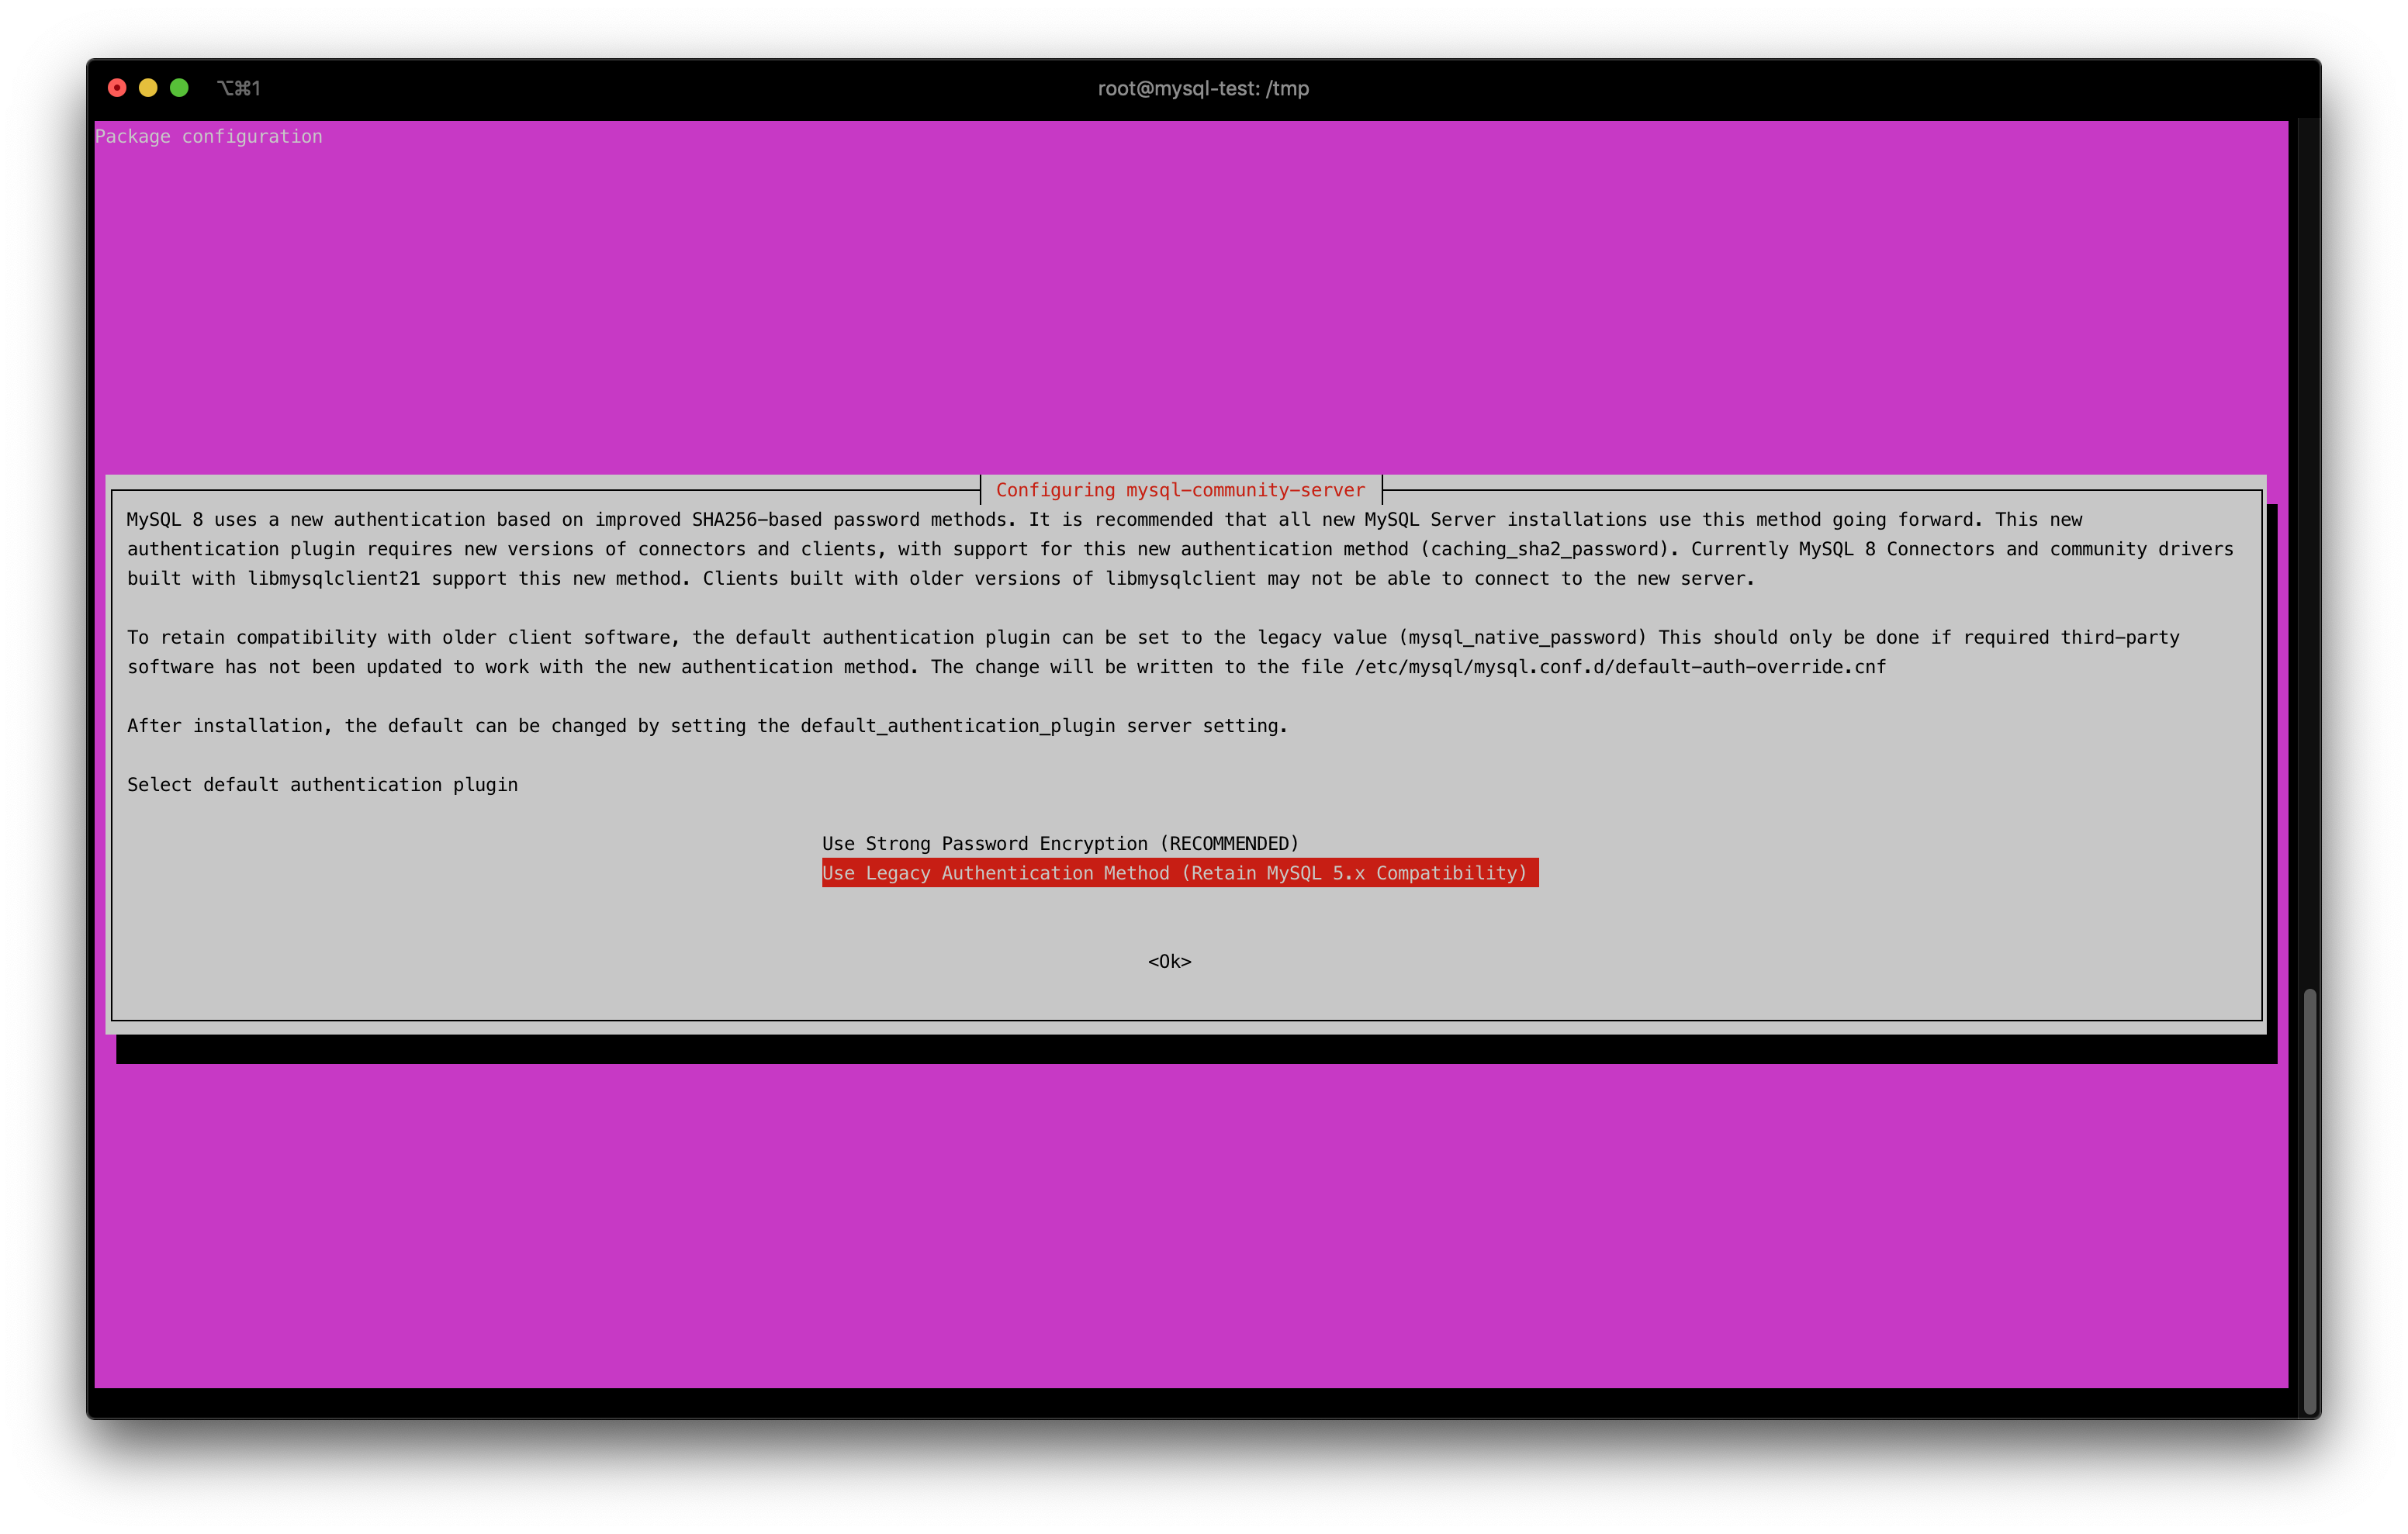 ⌥⌘1
root@mysql-test: /tmp
Package configuration
Configuring mysql-community-server
MySQL 8 uses a new authentication based on improved SHA256-based password methods. It is recommended that all new MySQL Server installations use this method going forward. This new
authentication plugin requires new versions of connectors and clients, with support for this new authentication method (caching_sha2_password). Currently MySQL 8 Connectors and community drivers
built with libmysqlclient21 support this new method. Clients built with older versions of libmysqlclient may not be able to connect to the new server.
To retain compatibility with older client software, the default authentication plugin can be set to the legacy value (mysql_native_password) This should only be done if required third-party
software has not been updated to work with the new authentication method. The change will be written to the file /etc/mysql/mysql.conf.d/default-auth-override.cnf
After installation, the default can be changed by setting the default_authentication_plugin server setting.
Select default authentication plugin
Use Strong Password Encryption (RECOMMENDED)
Use Legacy Authentication Method (Retain MySQL 5.x Compatibility)
<Ok>